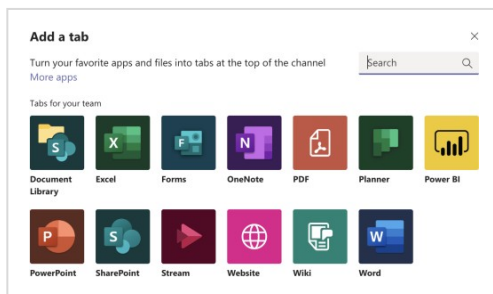 Add a tab
Turn your favorite apps and files into tabs at the top of the channel
More apps
Search
Tabs for your team
S
X
F
N
Document Library
Excel
Forms
OneNote
PDF
Planner
Power BI
P
S
W
PowerPoint
SharePoint
Stream
Website
Wiki
Word